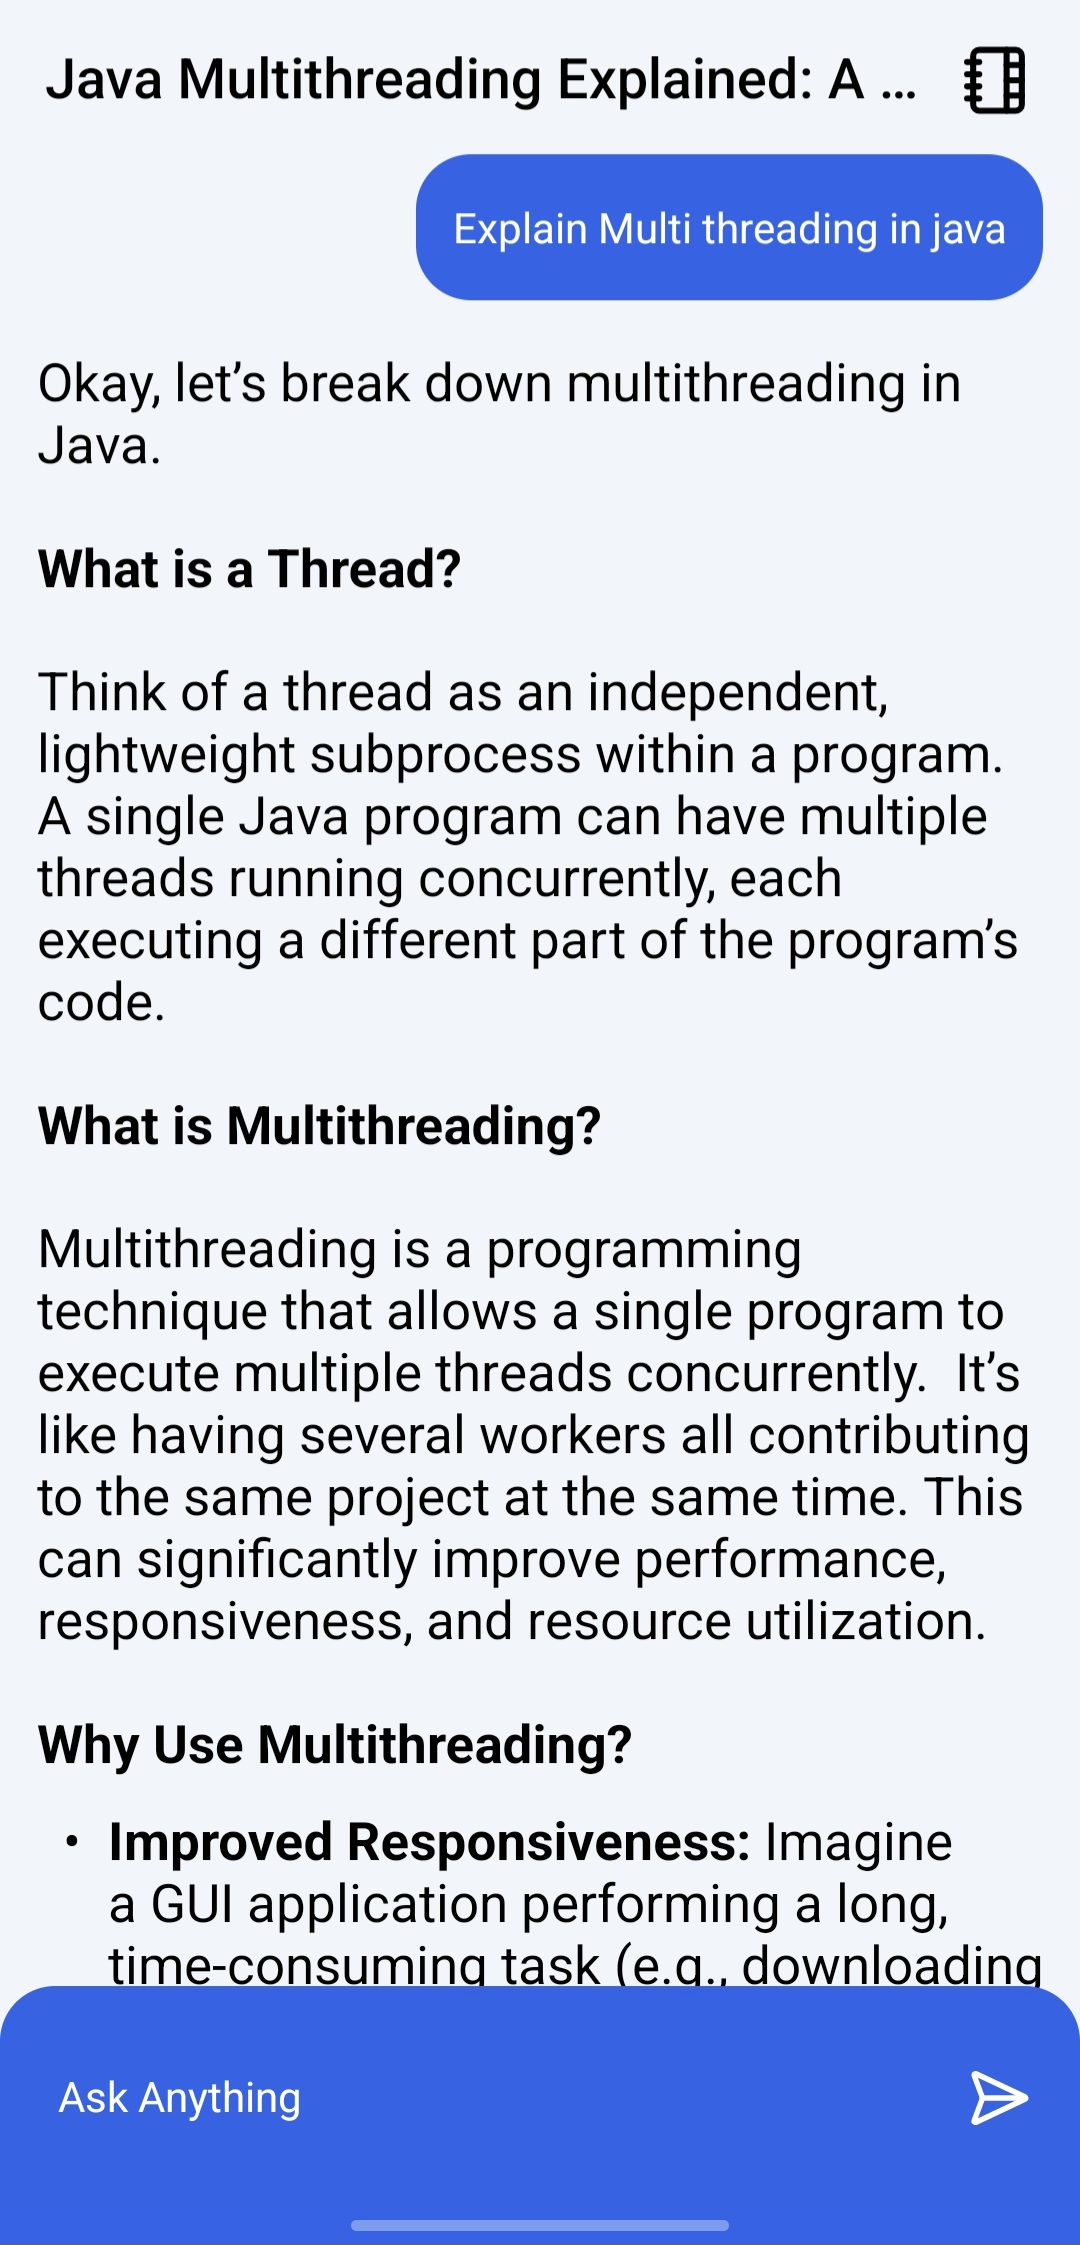 Java Multithreading Explained: A ...
Explain Multi threading in java
Okay, let’s break down multithreading in
Java.
What is a Thread?
Think of a thread as an independent,
lightweight subprocess within a program.
A single Java program can have multiple
threads running concurrently, each
executing a different part of the program’s
code.
What is Multithreading?
Multithreading is a programming
technique that allows a single program to
execute multiple threads concurrently.  It’s
like having several workers all contributing
to the same project at the same time. This
can significantly improve performance,
responsiveness, and resource utilization.
Why Use Multithreading?
• Improved Responsiveness: Imagine
a GUI application performing a long,
time-consuming task (e.g., downloading
Ask Anything